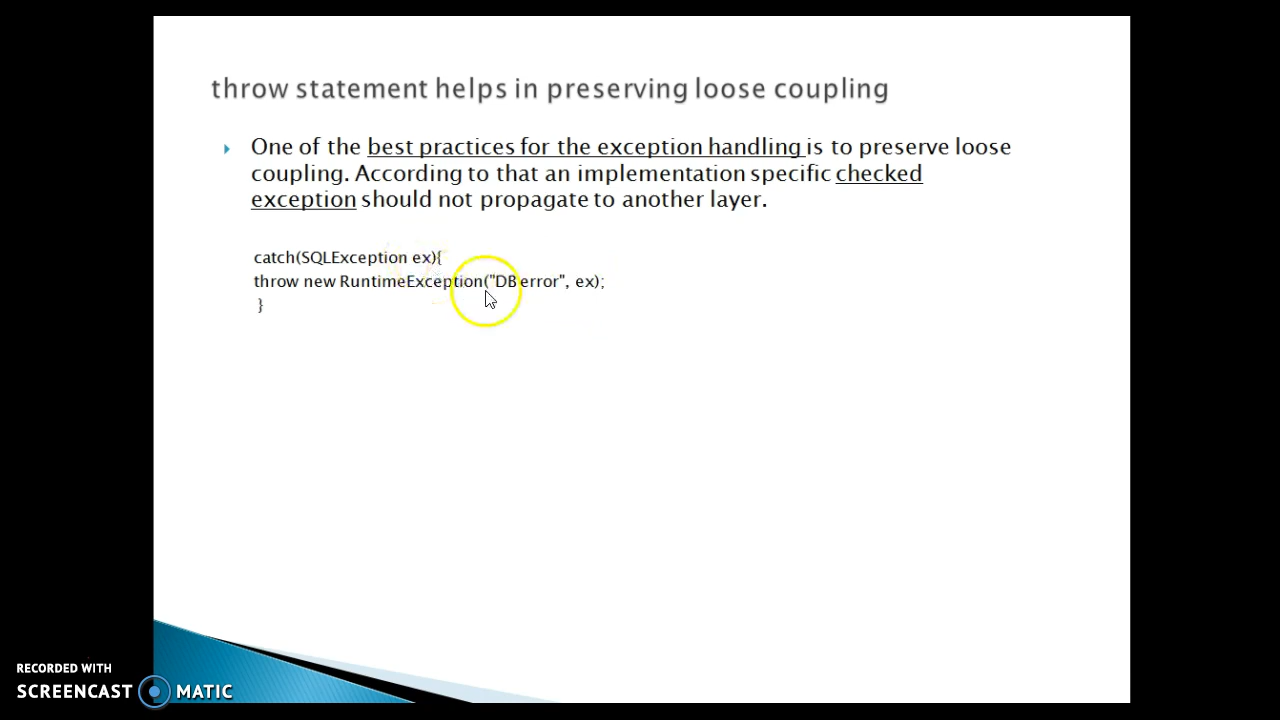 throw statement helps in preserving loose coupling
One of the best practices for the exception handling is to preserve loose
coupling. According to that an implementation specific checked
exception should not propagate to another layer.
catch(SQLException ex){
throw new RuntimeException("DB error", ex);
}
RECORDED WITH
SCREENCAST MATIC